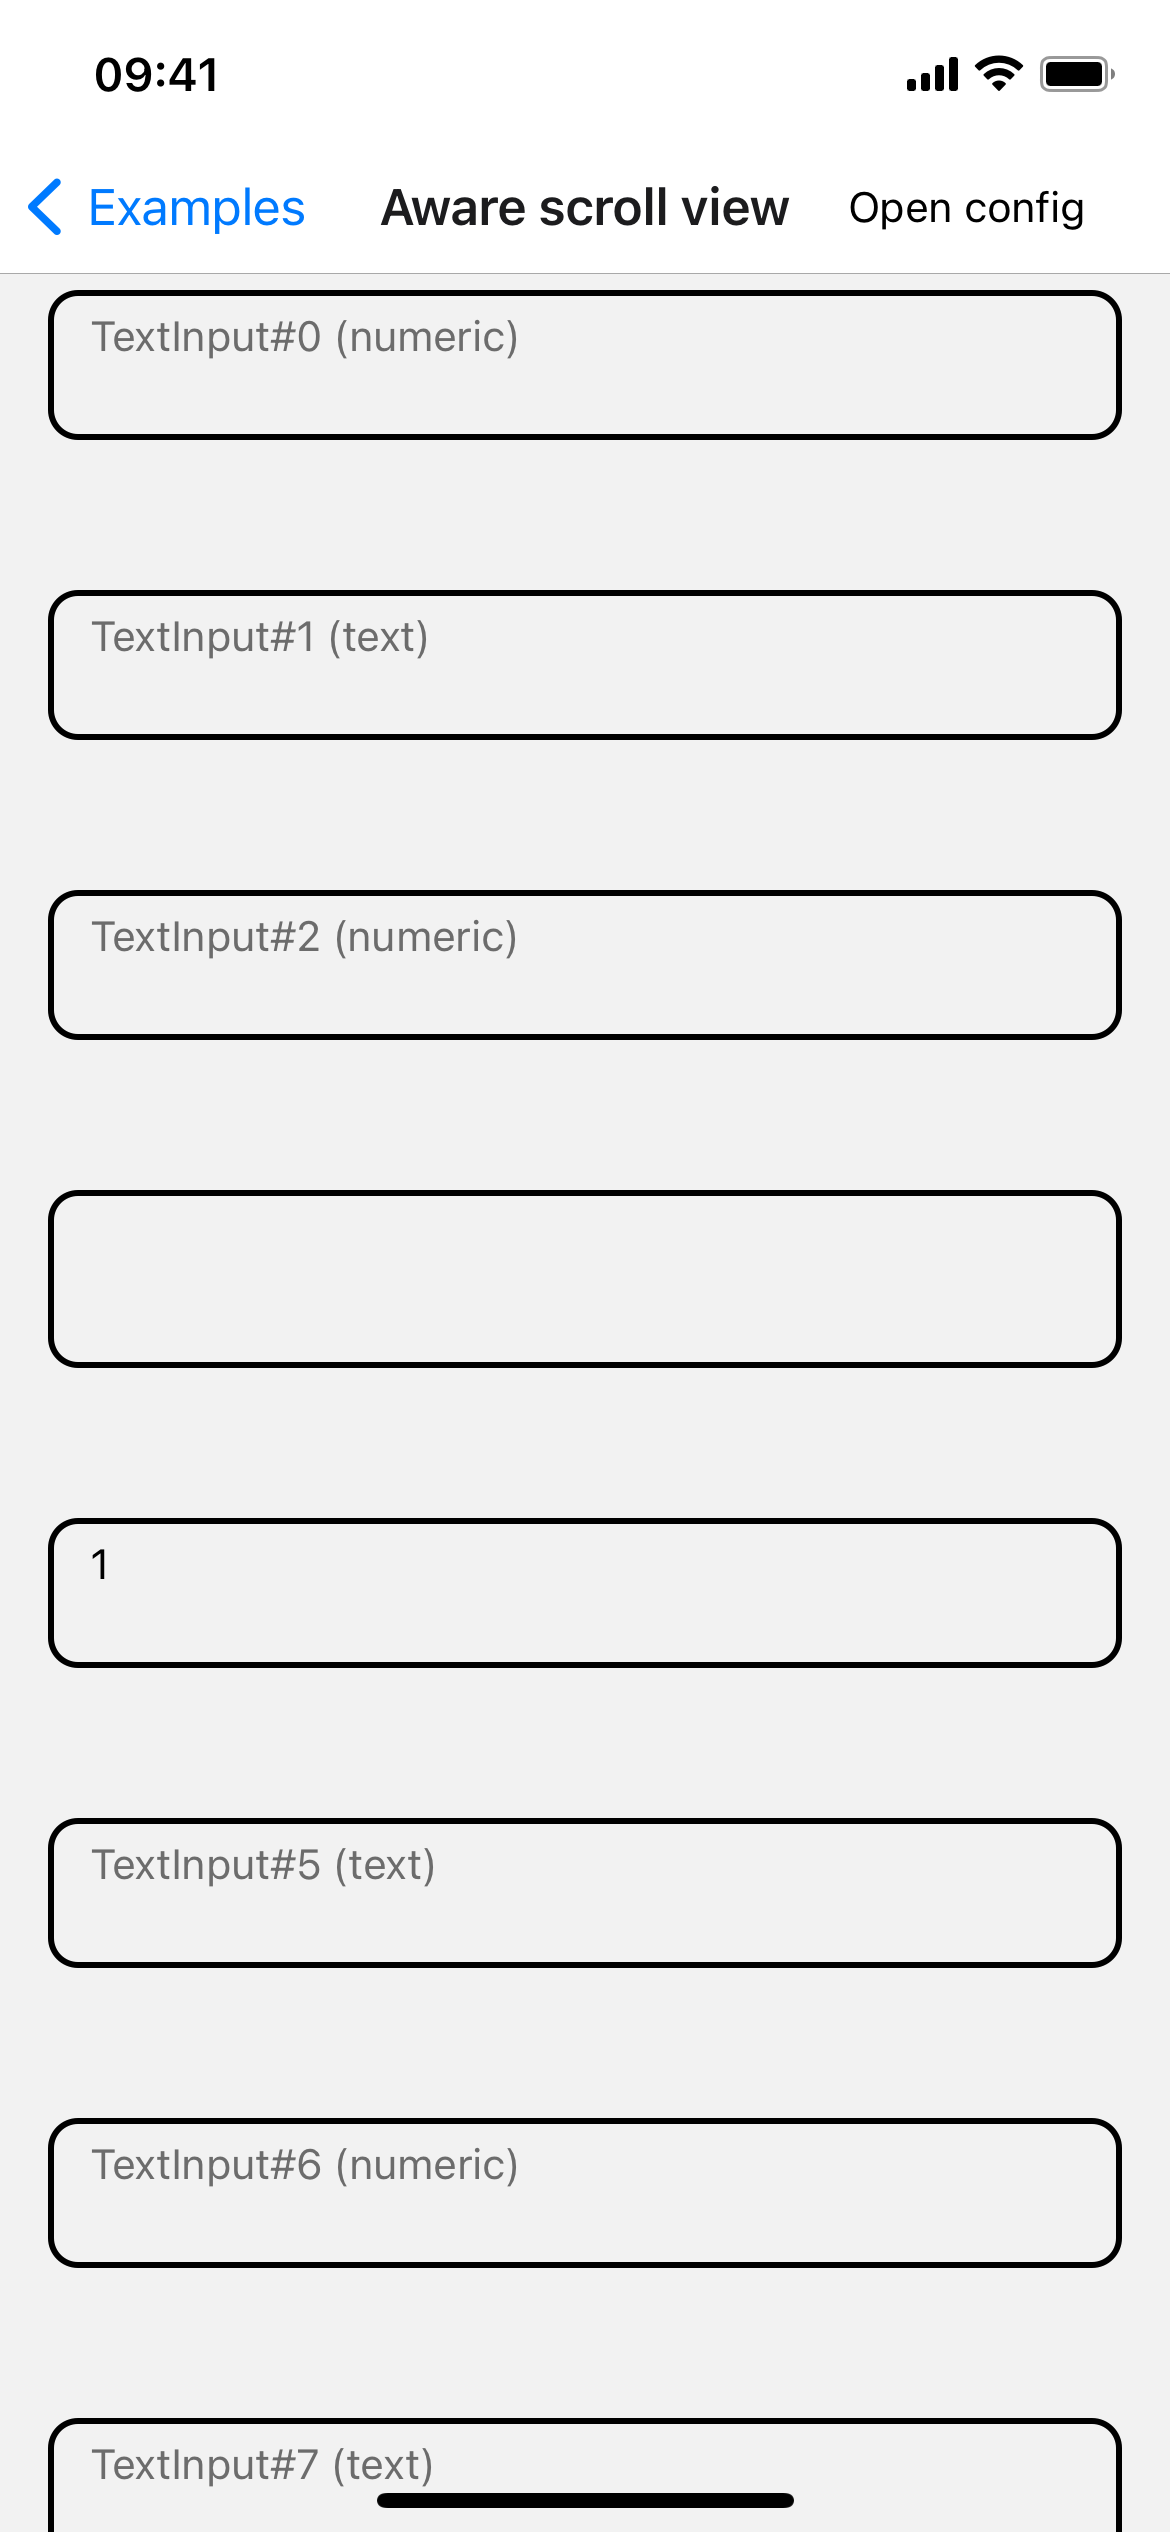 09:41
Examples Aware scroll view Open config
TextInput#0 (numeric)
TextInput#1 (text)
TextInput#2 (numeric)
1
TextInput#5 (text)
TextInput#6 (numeric)
TextInput#7 (text)